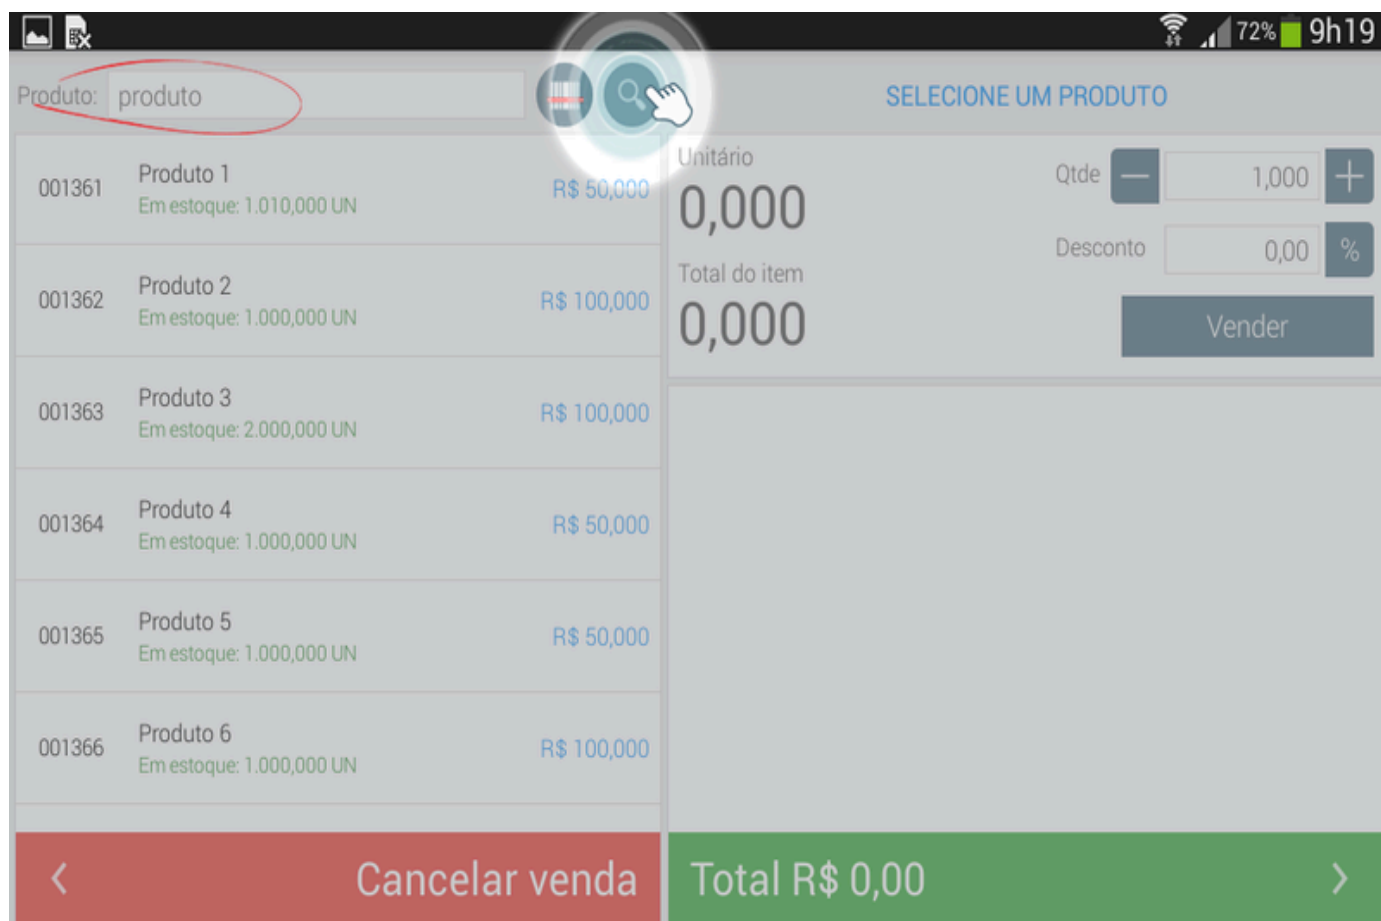 72% 9h19
Produto: produto
SELECIONE UM PRODUTO
001361 Produto 1 R$ 50,000
Em estoque: 1.010,000 UN
001362 Produto 2 R$ 100,000
Em estoque: 1.000,000 UN
001363 Produto 3 R$ 100,000
Em estoque: 2.000,000 UN
001364 Produto 4 R$ 50,000
Em estoque: 1.000,000 UN
001365 Produto 5 R$ 50,000
Em estoque: 1.000,000 UN
001366 Produto 6 R$ 100,000
Em estoque: 1.000,000 UN
Cancelar venda
Unitário
0,000
Qtde 1,000
Desconto 0,00 %
Total do item
0,000
Vender
Total R$ 0,00